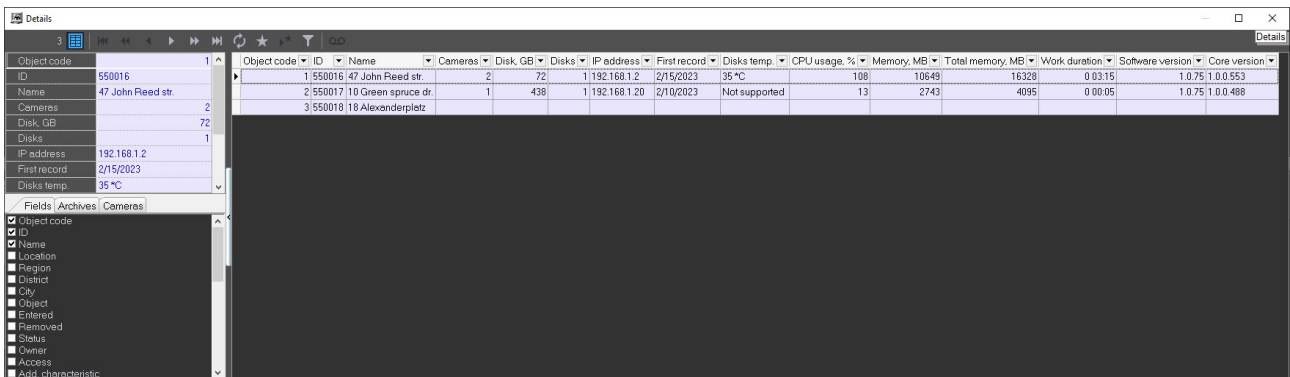 Details
3
Details
Object code 1
ID 550016
Name 47 John Reed str.
Cameras 2
Disk, GB 72
Disks 1
IP address 192.168.1.2
First record 2/15/2023
Disks temp. 35 °C
Fields Archives Cameras
Object code
ID
Name
Location
Region
District
City
Object
Entered
Removed
Status
Owner
Access
Add. characteristic
Object code ID Name Cameras Disk, GB Disks IP address First record Disks temp. CPU usage, % Memory, MB Total memory, MB Work duration Software version Core version
1 550016 47 John Reed str. 2 72 1 192.168.1.2 2/15/2023 35 °C 108 10649 16328 0 03:15 1.0.75 1.0.0.553
2 550017 10 Green spruce dr. 1 438 1 192.168.1.20 2/10/2023 Not supported 13 2743 4095 0 00:05 1.0.75 1.0.0.488
3 550018 18 Alexanderplatz